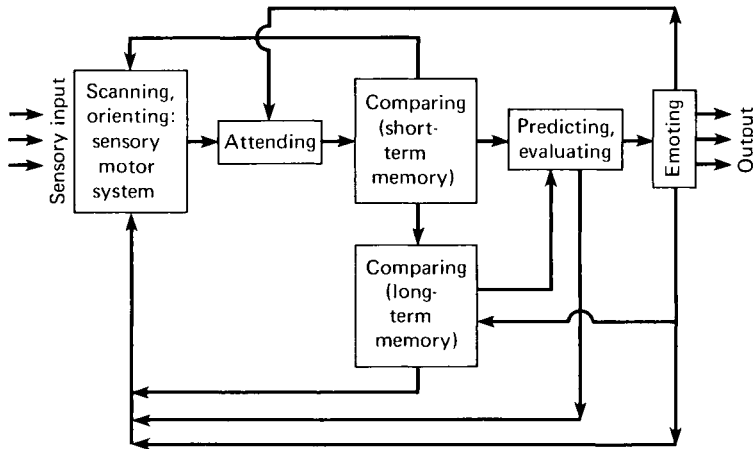 Sensory input
Scanning,
orienting:
sensory
motor
system
Attending
Comparing
(short-
term
memory)
Predicting,
evaluating
Emoting
Output
Comparing
(long-
term
memory)